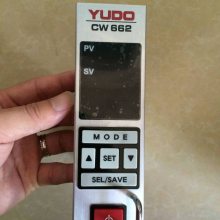 YUDO
CW 662
PV
SV
MODE
▲ SET ▼
SEL/SAVE